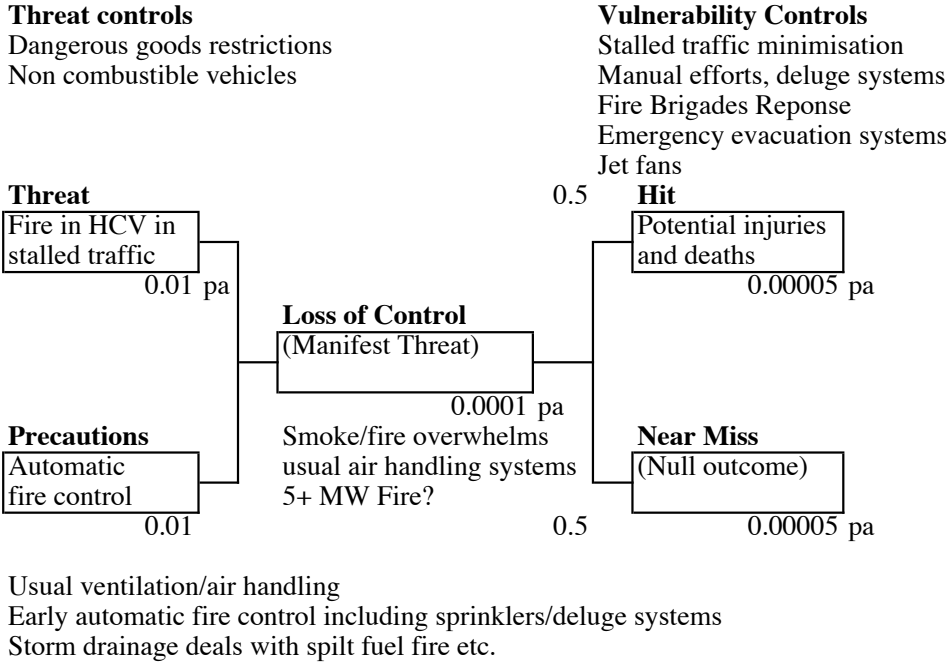 Threat controls
Dangerous goods restrictions
Non combustible vehicles
Vulnerability Controls
Stalled traffic minimisation
Manual efforts, deluge systems
Fire Brigades Reponse
Emergency evacuation systems
Jet fans
Threat
Fire in HCV in
stalled traffic
0.01 pa
Precautions
Automatic
fire control
0.01
Loss of Control
(Manifest Threat)
0.0001 pa
Smoke/fire overwhelms
usual air handling systems
5+ MW Fire?
0.5
Hit
Potential injuries
and deaths
0.00005 pa
Near Miss
(Null outcome)
0.5
0.00005 pa
Usual ventilation/air handling
Early automatic fire control including sprinklers/deluge systems
Storm drainage deals with spilt fuel fire etc.